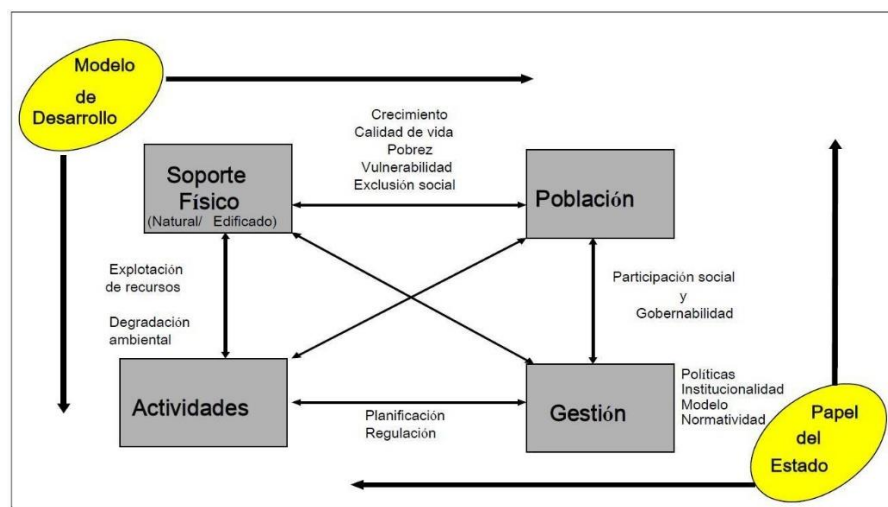 Modelo
de
Desarrollo
Crecimiento
Calidad de vida
Pobrez
Vulnerabilidad
Exclusión social
Soporte
Físico
(Natural/ Edificado)
Población
Explotación
de recursos
Degradación
ambiental
Participación social
y
Gobernabilidad
Actividades
Planificación
Regulación
Gestión
Políticas
Institucionalidad
Modelo
Normatividad
Papel
del
Estado